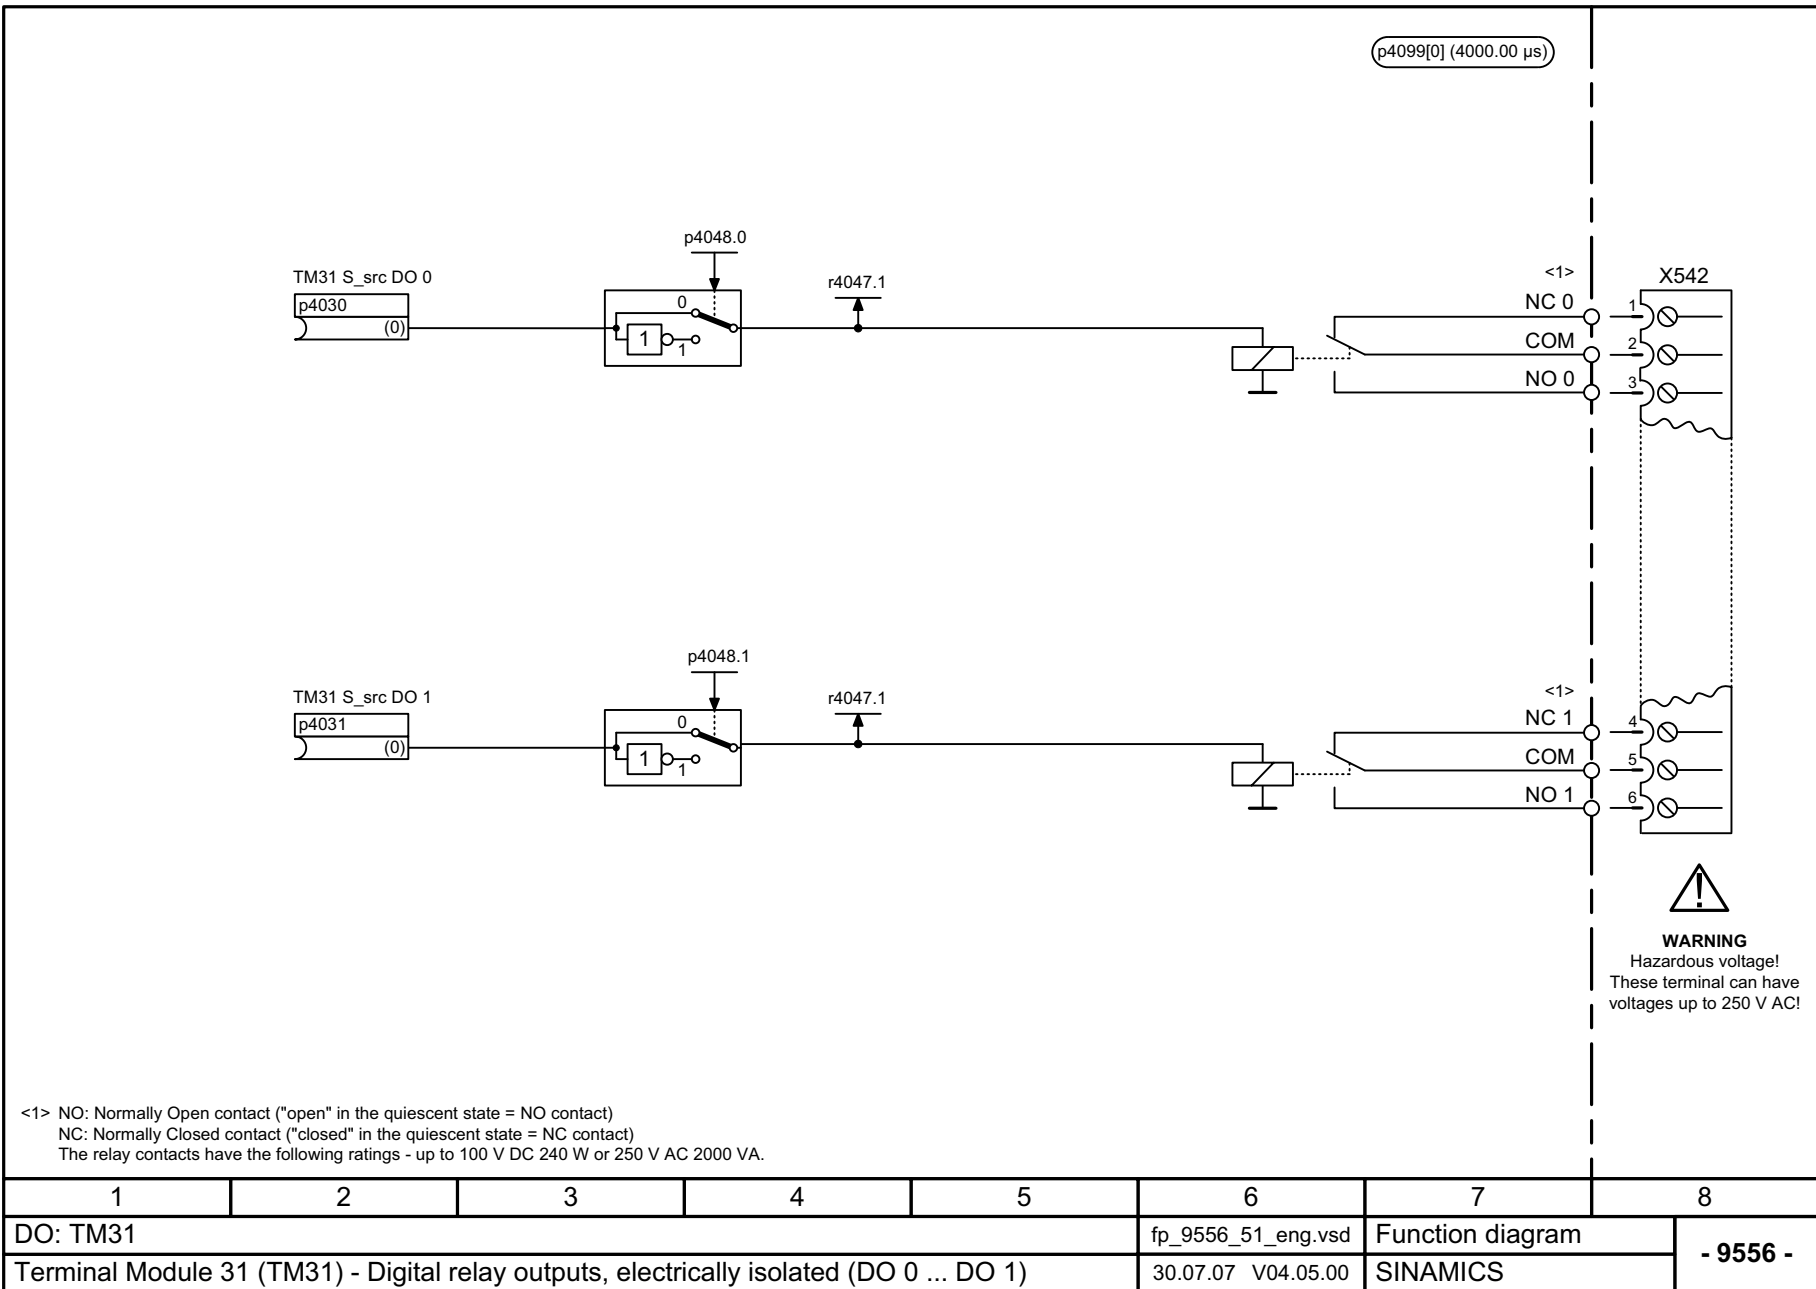 p4099[0] (4000.00 µs)
p4048.0
TM31 S_src DO 0
p4030
(0)
0
1
1
r4047.1
<1>
NC 0
COM
NO 0
X542
1
2
3
p4048.1
TM31 S_src DO 1
p4031
(0)
0
1
1
r4047.1
<1>
NC 1
COM
NO 1
4
5
6
WARNING
Hazardous voltage!
These terminal can have
voltages up to 250 V AC!
<1> NO: Normally Open contact ("open" in the quiescent state = NO contact)
NC: Normally Closed contact ("closed" in the quiescent state = NC contact)
The relay contacts have the following ratings - up to 100 V DC 240 W or 250 V AC 2000 VA.
1 2 3 4 5 6 7 8
DO: TM31
fp_9556_51_eng.vsd
Function diagram
- 9556 -
Terminal Module 31 (TM31) - Digital relay outputs, electrically isolated (DO 0 ... DO 1)
30.07.07 V04.05.00
SINAMICS